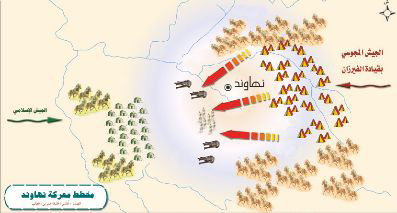 الجيش المجوسي
بقيادة الفيرزان
نهاوند
الجيش الإسلامي
مخطط معركة نهاوند